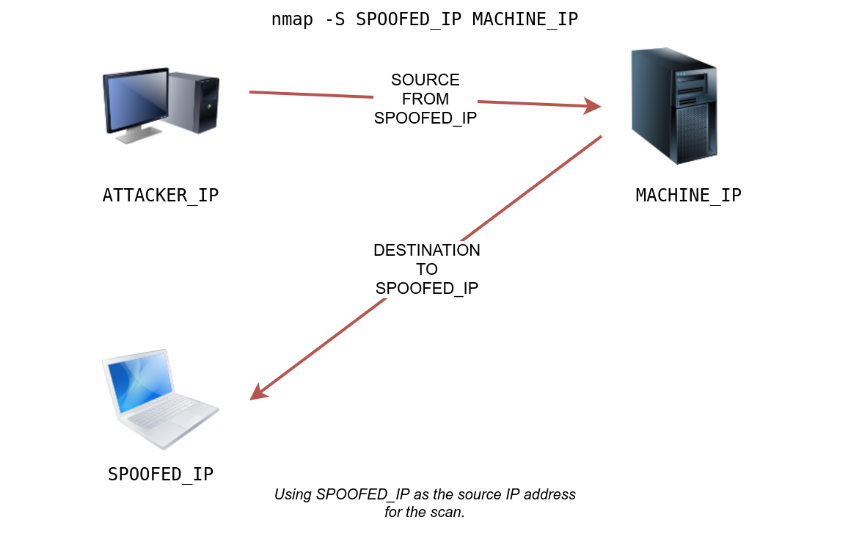 nmap -S SPOOFED_IP MACHINE_IP
SOURCE
FROM
SPOOFED_IP
ATTACKER_IP
MACHINE_IP
DESTINATION
TO
SPOOFED_IP
SPOOFED_IP
Using SPOOFED_IP as the source IP address
for the scan.